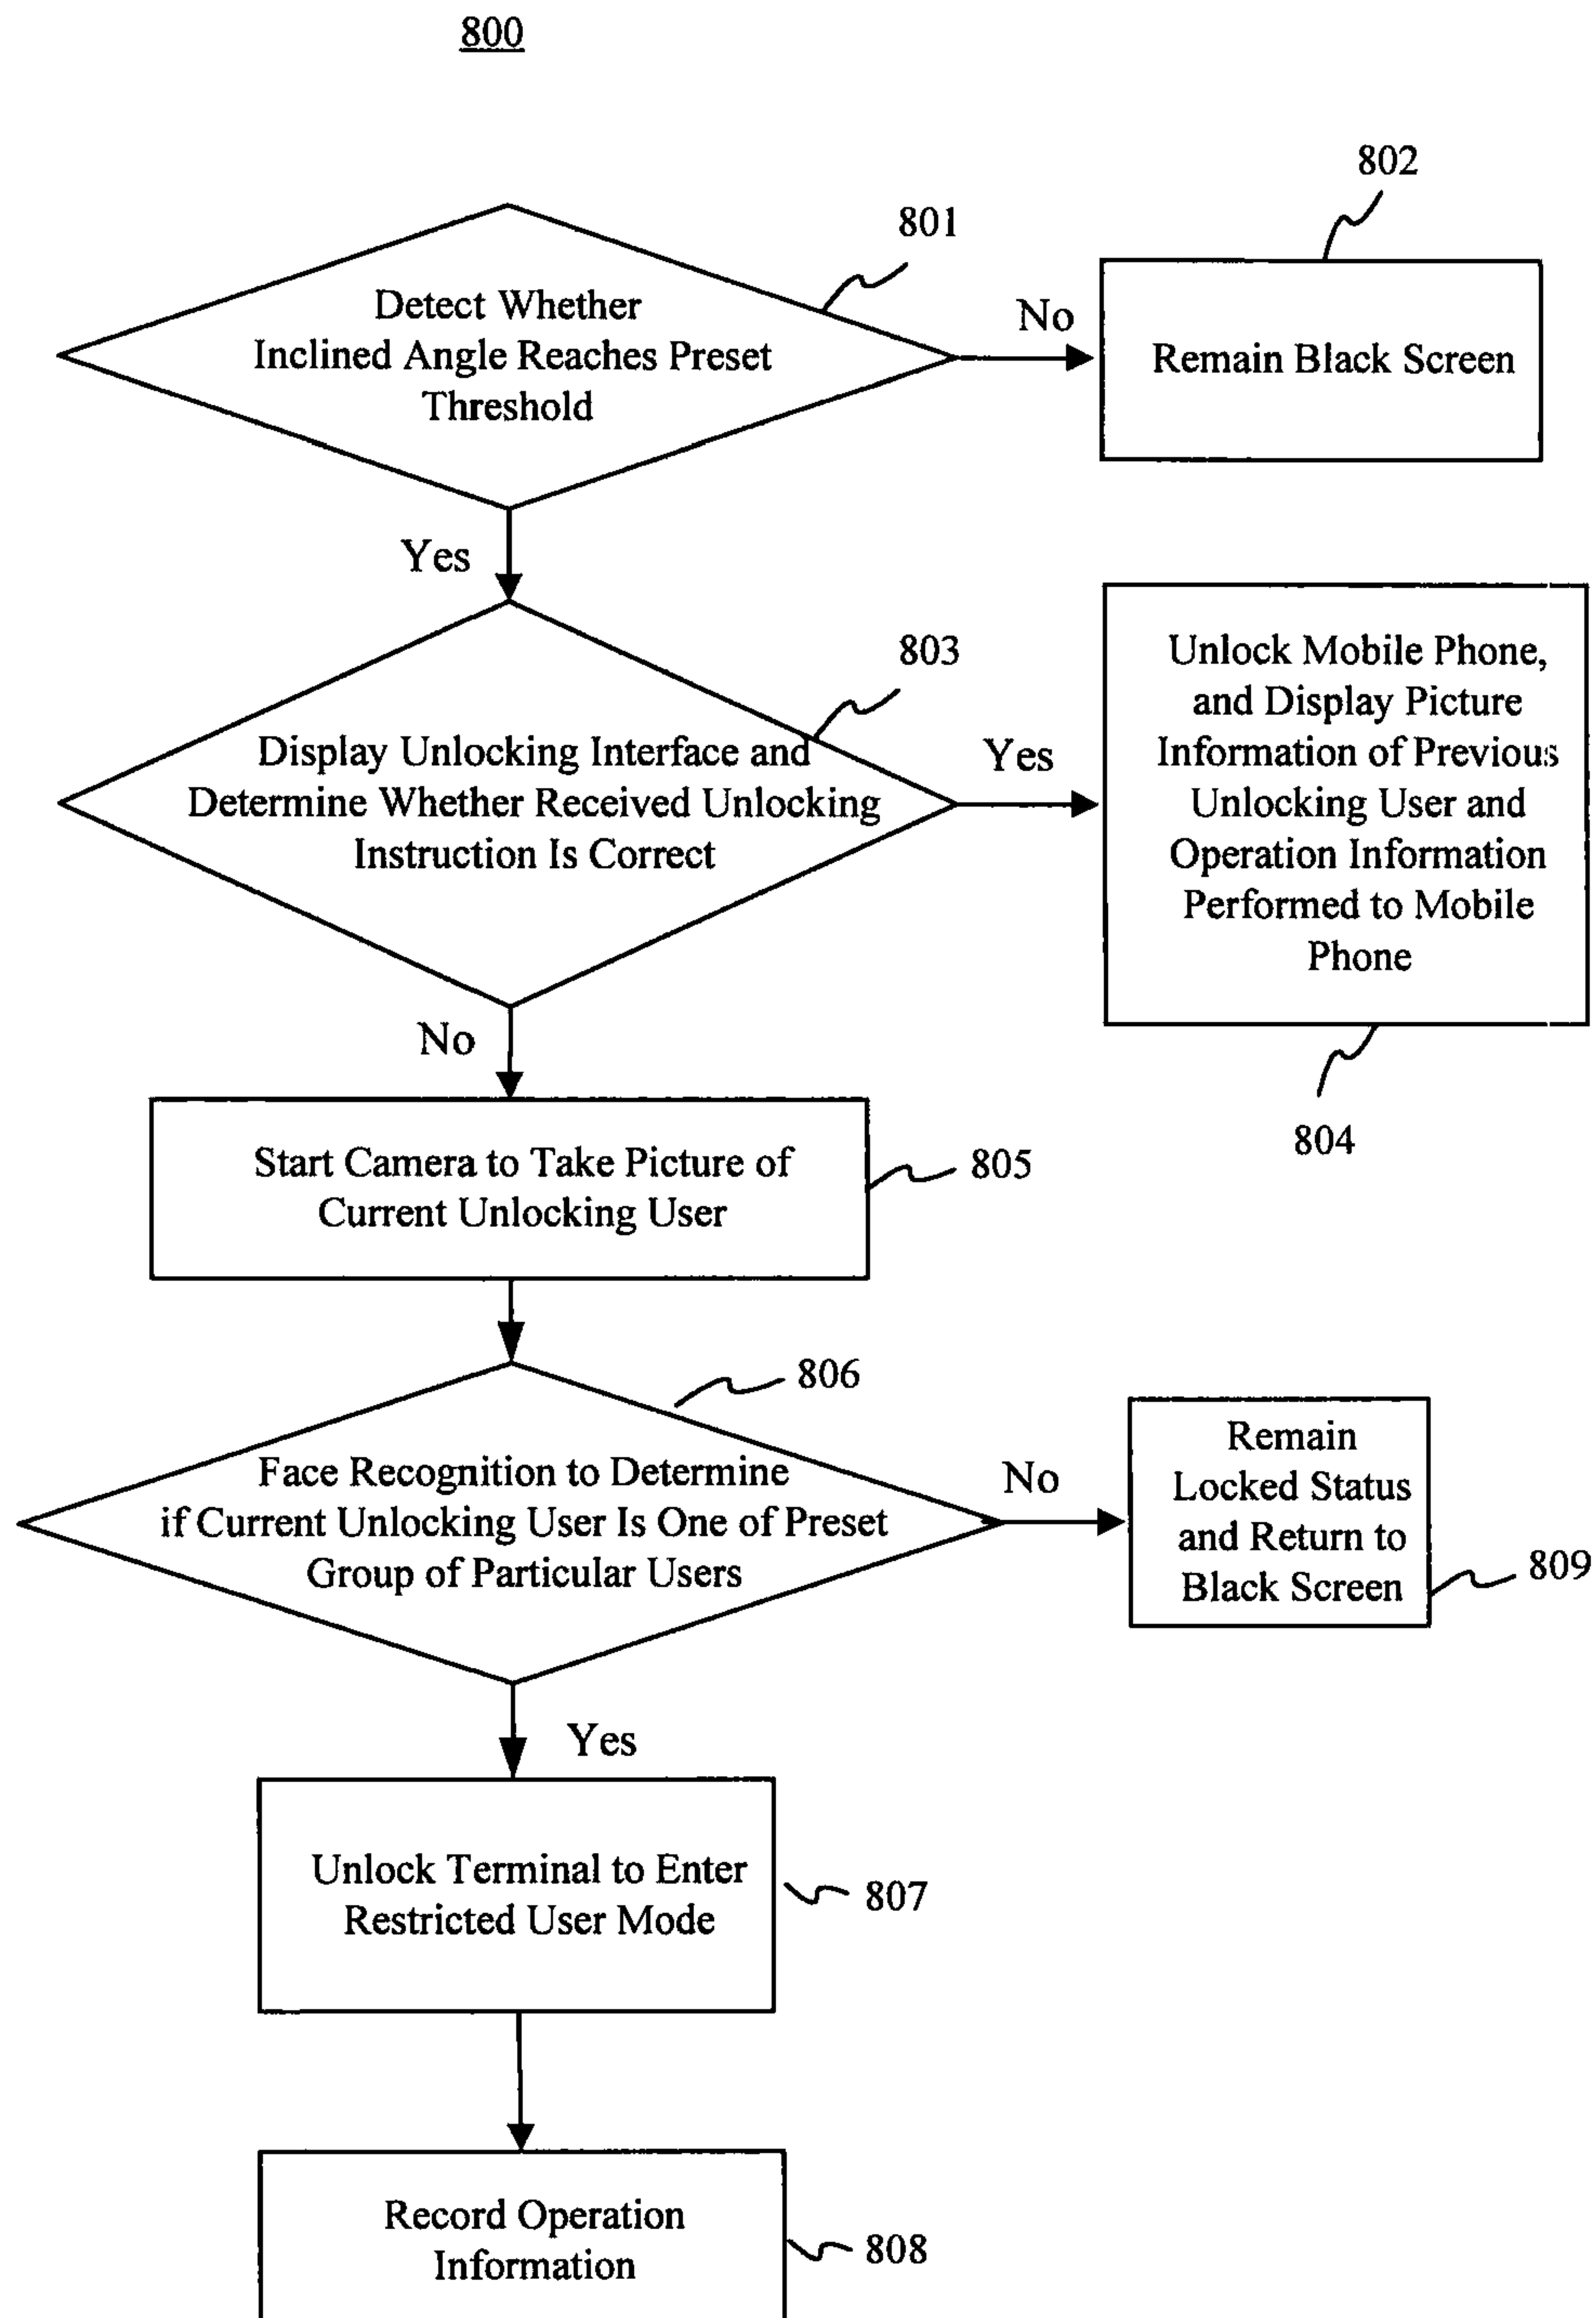 800
802
801
Detect Whether
Inclined Angle Reaches Preset
Threshold
No
Remain Black Screen
Yes
803
Display Unlocking Interface and
Determine Whether Received Unlocking
Instruction Is Correct
Yes
Unlock Mobile Phone,
and Display Picture
Information of Previous
Unlocking User and
Operation Information
Performed to Mobile
Phone
804
No
Start Camera to Take Picture of
Current Unlocking User
805
806
Face Recognition to Determine
if Current Unlocking User Is One of Preset
Group of Particular Users
No
Remain
Locked Status
and Return to
Black Screen
809
Yes
Unlock Terminal to Enter
Restricted User Mode
807
Record Operation
Information
808